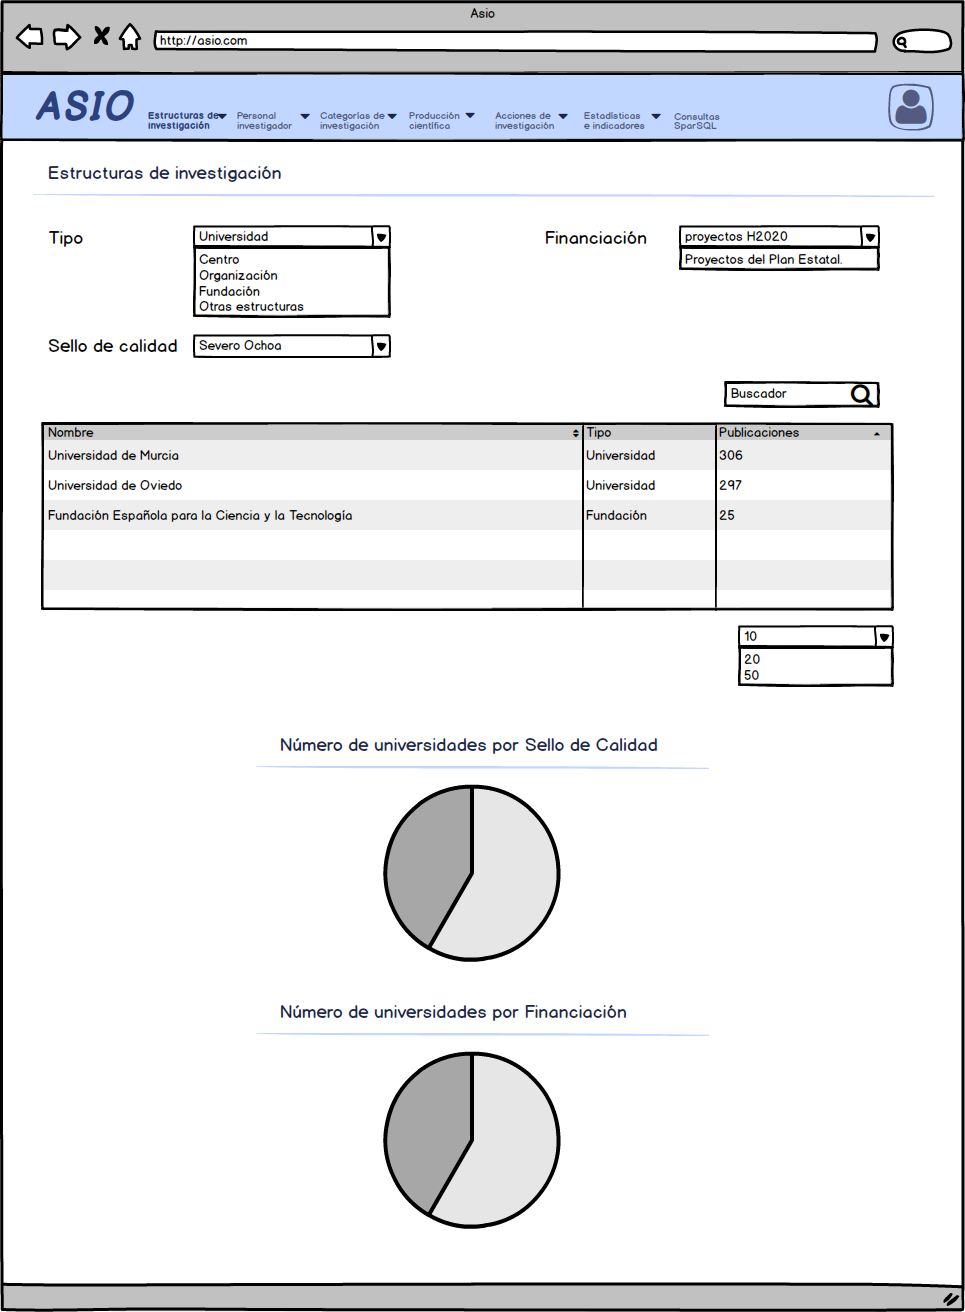 Asio
http://asio.com
ASIO
Estructuras de
investigación
Personal
investigador
Categorías de
investigación
Producción
científica
Acciones de
investigación
Estadísticas
e indicadores
Consultas
SparSQL
Estructuras de investigación
Tipo
Universidad
Centro
Organización
Fundación
Otras estructuras
Financiación
proyectos H2020
Proyectos del Plan Estatal.
Sello de calidad
Severo Ochoa
Buscador
Nombre Tipo Publicaciones
Universidad de Murcia Universidad 306
Universidad de Oviedo Universidad 297
Fundación Española para la Ciencia y la Tecnología Fundación 25
10
20
50
Número de universidades por Sello de Calidad
Número de universidades por Financiación